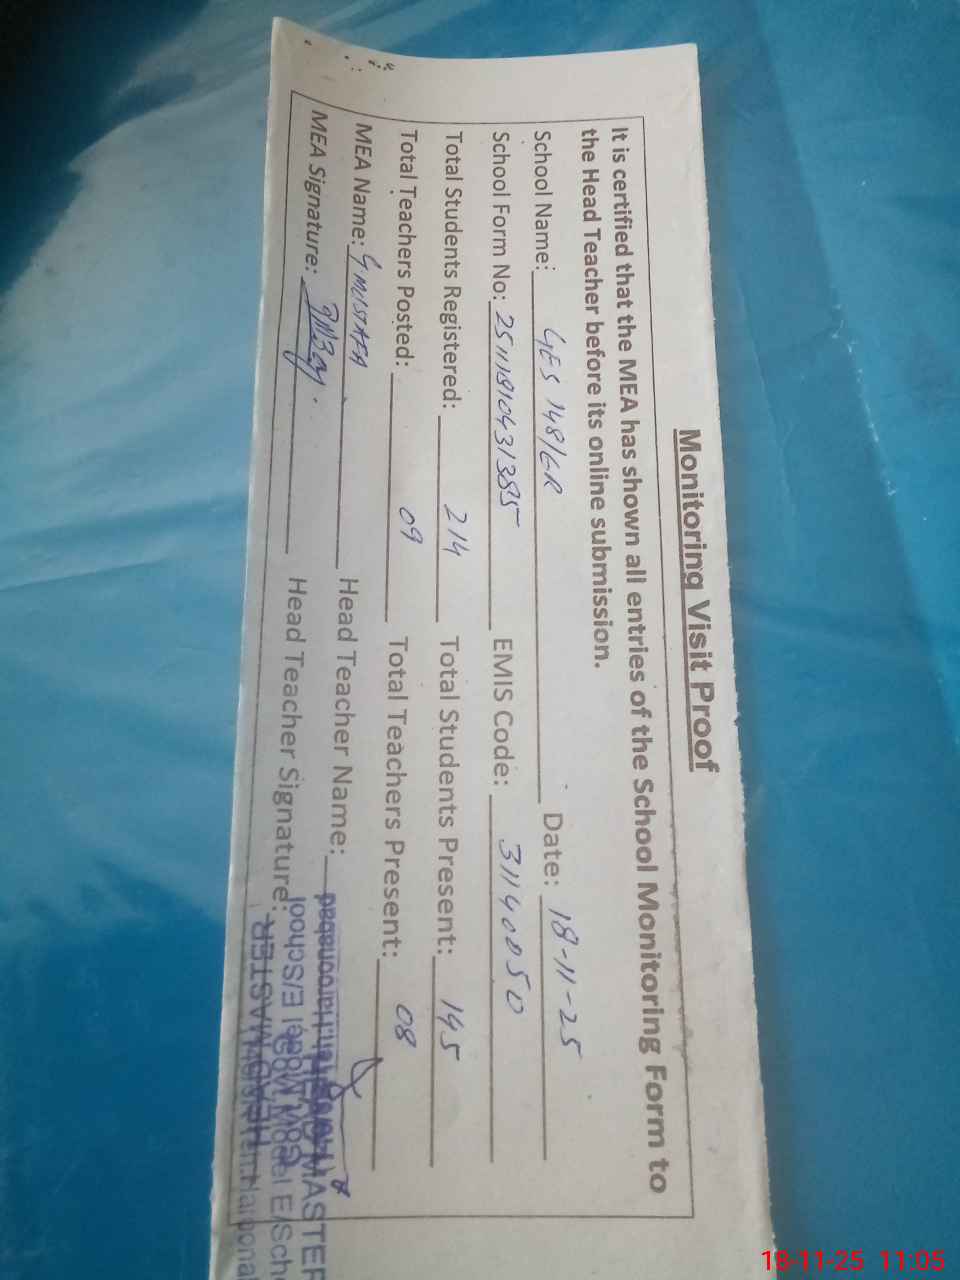 Monitoring Visit Proof
It is certified that the MEA has shown all entries of the School Monitoring Form to
the Head Teacher before its online submission.
School Name: GES 148/GR Date: 18-11-25
School Form No: EMIS Code: 31140050
Total Students Registered: 214 Total Students Present: 145
Total Teachers Posted: 09 Total Teachers Present: 08
MEA Name: G MUSTAFA Head Teacher Name:
MEA Signature: Head Teacher Signature:
HEAD MASTER
18-11-25 11:05